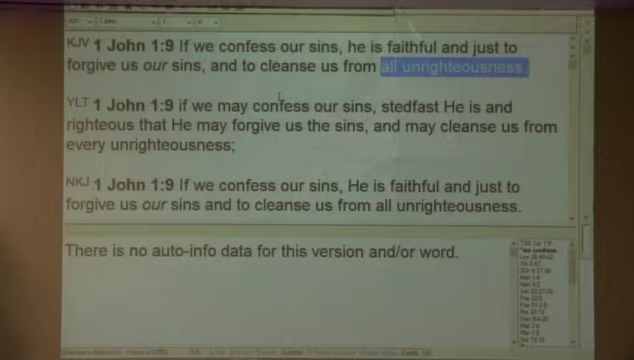 KJV 1 John 1:9 If we confess our sins, he is faithful and just to
forgive us our sins, and to cleanse us from all unrighteousness.
YLT 1 John 1:9 if we may confess our sins, stedfast He is and
righteous that He may forgive us the sins, and may cleanse us from
every unrighteousness;
NKJ 1 John 1:9 If we confess our sins, He is faithful and just to
forgive us our sins and to cleanse us from all unrighteousness.
There is no auto-info data for this version and/or word.
"we confess